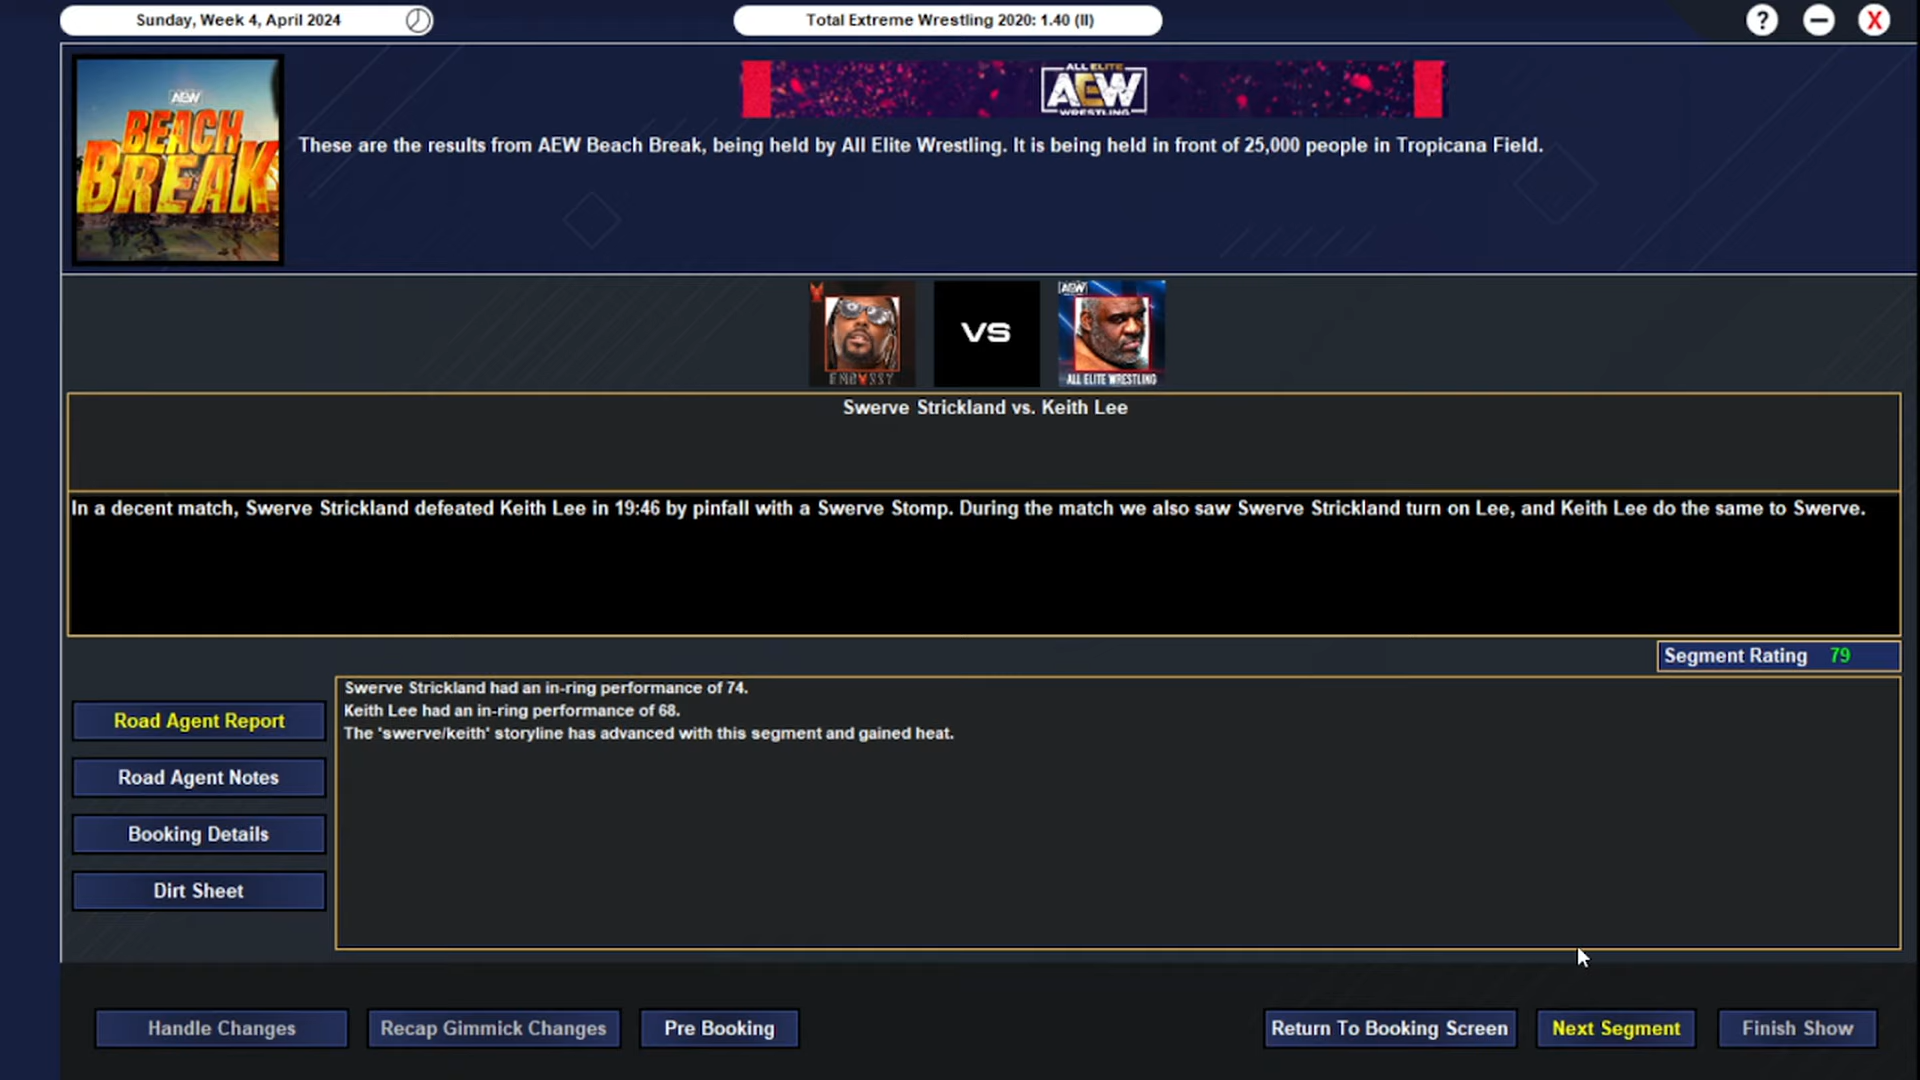 Sunday, Week 4, April 2024
Total Extreme Wrestling 2020: 1.40 (II)
?
X
AEW
BEACH
BREAK
ALL ELITE
AEW
WRESTLING
These are the results from AEW Beach Break, being held by All Elite Wrestling. It is being held in front of 25,000 people in Tropicana Field.
EMBASSY
VS
AEW
ALL ELITE WRESTLING
Swerve Strickland vs. Keith Lee
In a decent match, Swerve Strickland defeated Keith Lee in 19:46 by pinfall with a Swerve Stomp. During the match we also saw Swerve Strickland turn on Lee, and Keith Lee do the same to Swerve.
Segment Rating 79
Road Agent Report
Road Agent Notes
Booking Details
Dirt Sheet
Swerve Strickland had an in-ring performance of 74.
Keith Lee had an in-ring performance of 68.
The 'swerve/keith' storyline has advanced with this segment and gained heat.
Handle Changes
Recap Gimmick Changes
Pre Booking
Return To Booking Screen
Next Segment
Finish Show